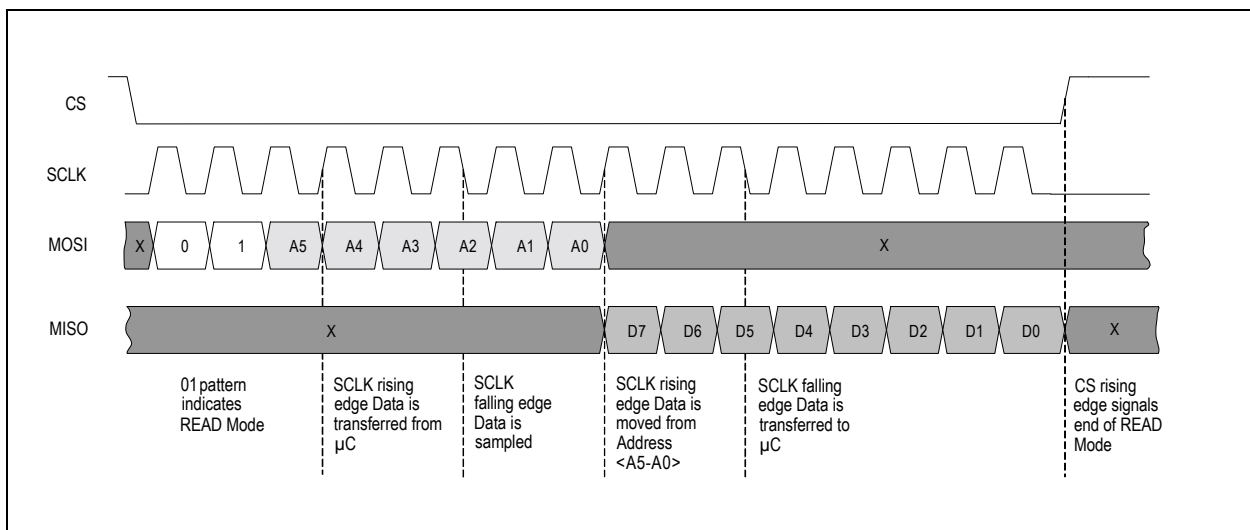 CS
SCLK
MOSI
X 0 1 A5 A4 A3 A2 A1 A0 X
MISO
X D7 D6 D5 D4 D3 D2 D1 D0 X
01 pattern
indicates
READ Mode
SCLK rising
edge Data is
transferred from
µC
SCLK
falling edge
Data is
sampled
SCLK rising
edge Data is
moved from
Address
<A5-A0>
SCLK falling
edge Data is
transferred to
µC
CS rising
edge signals
end of READ
Mode